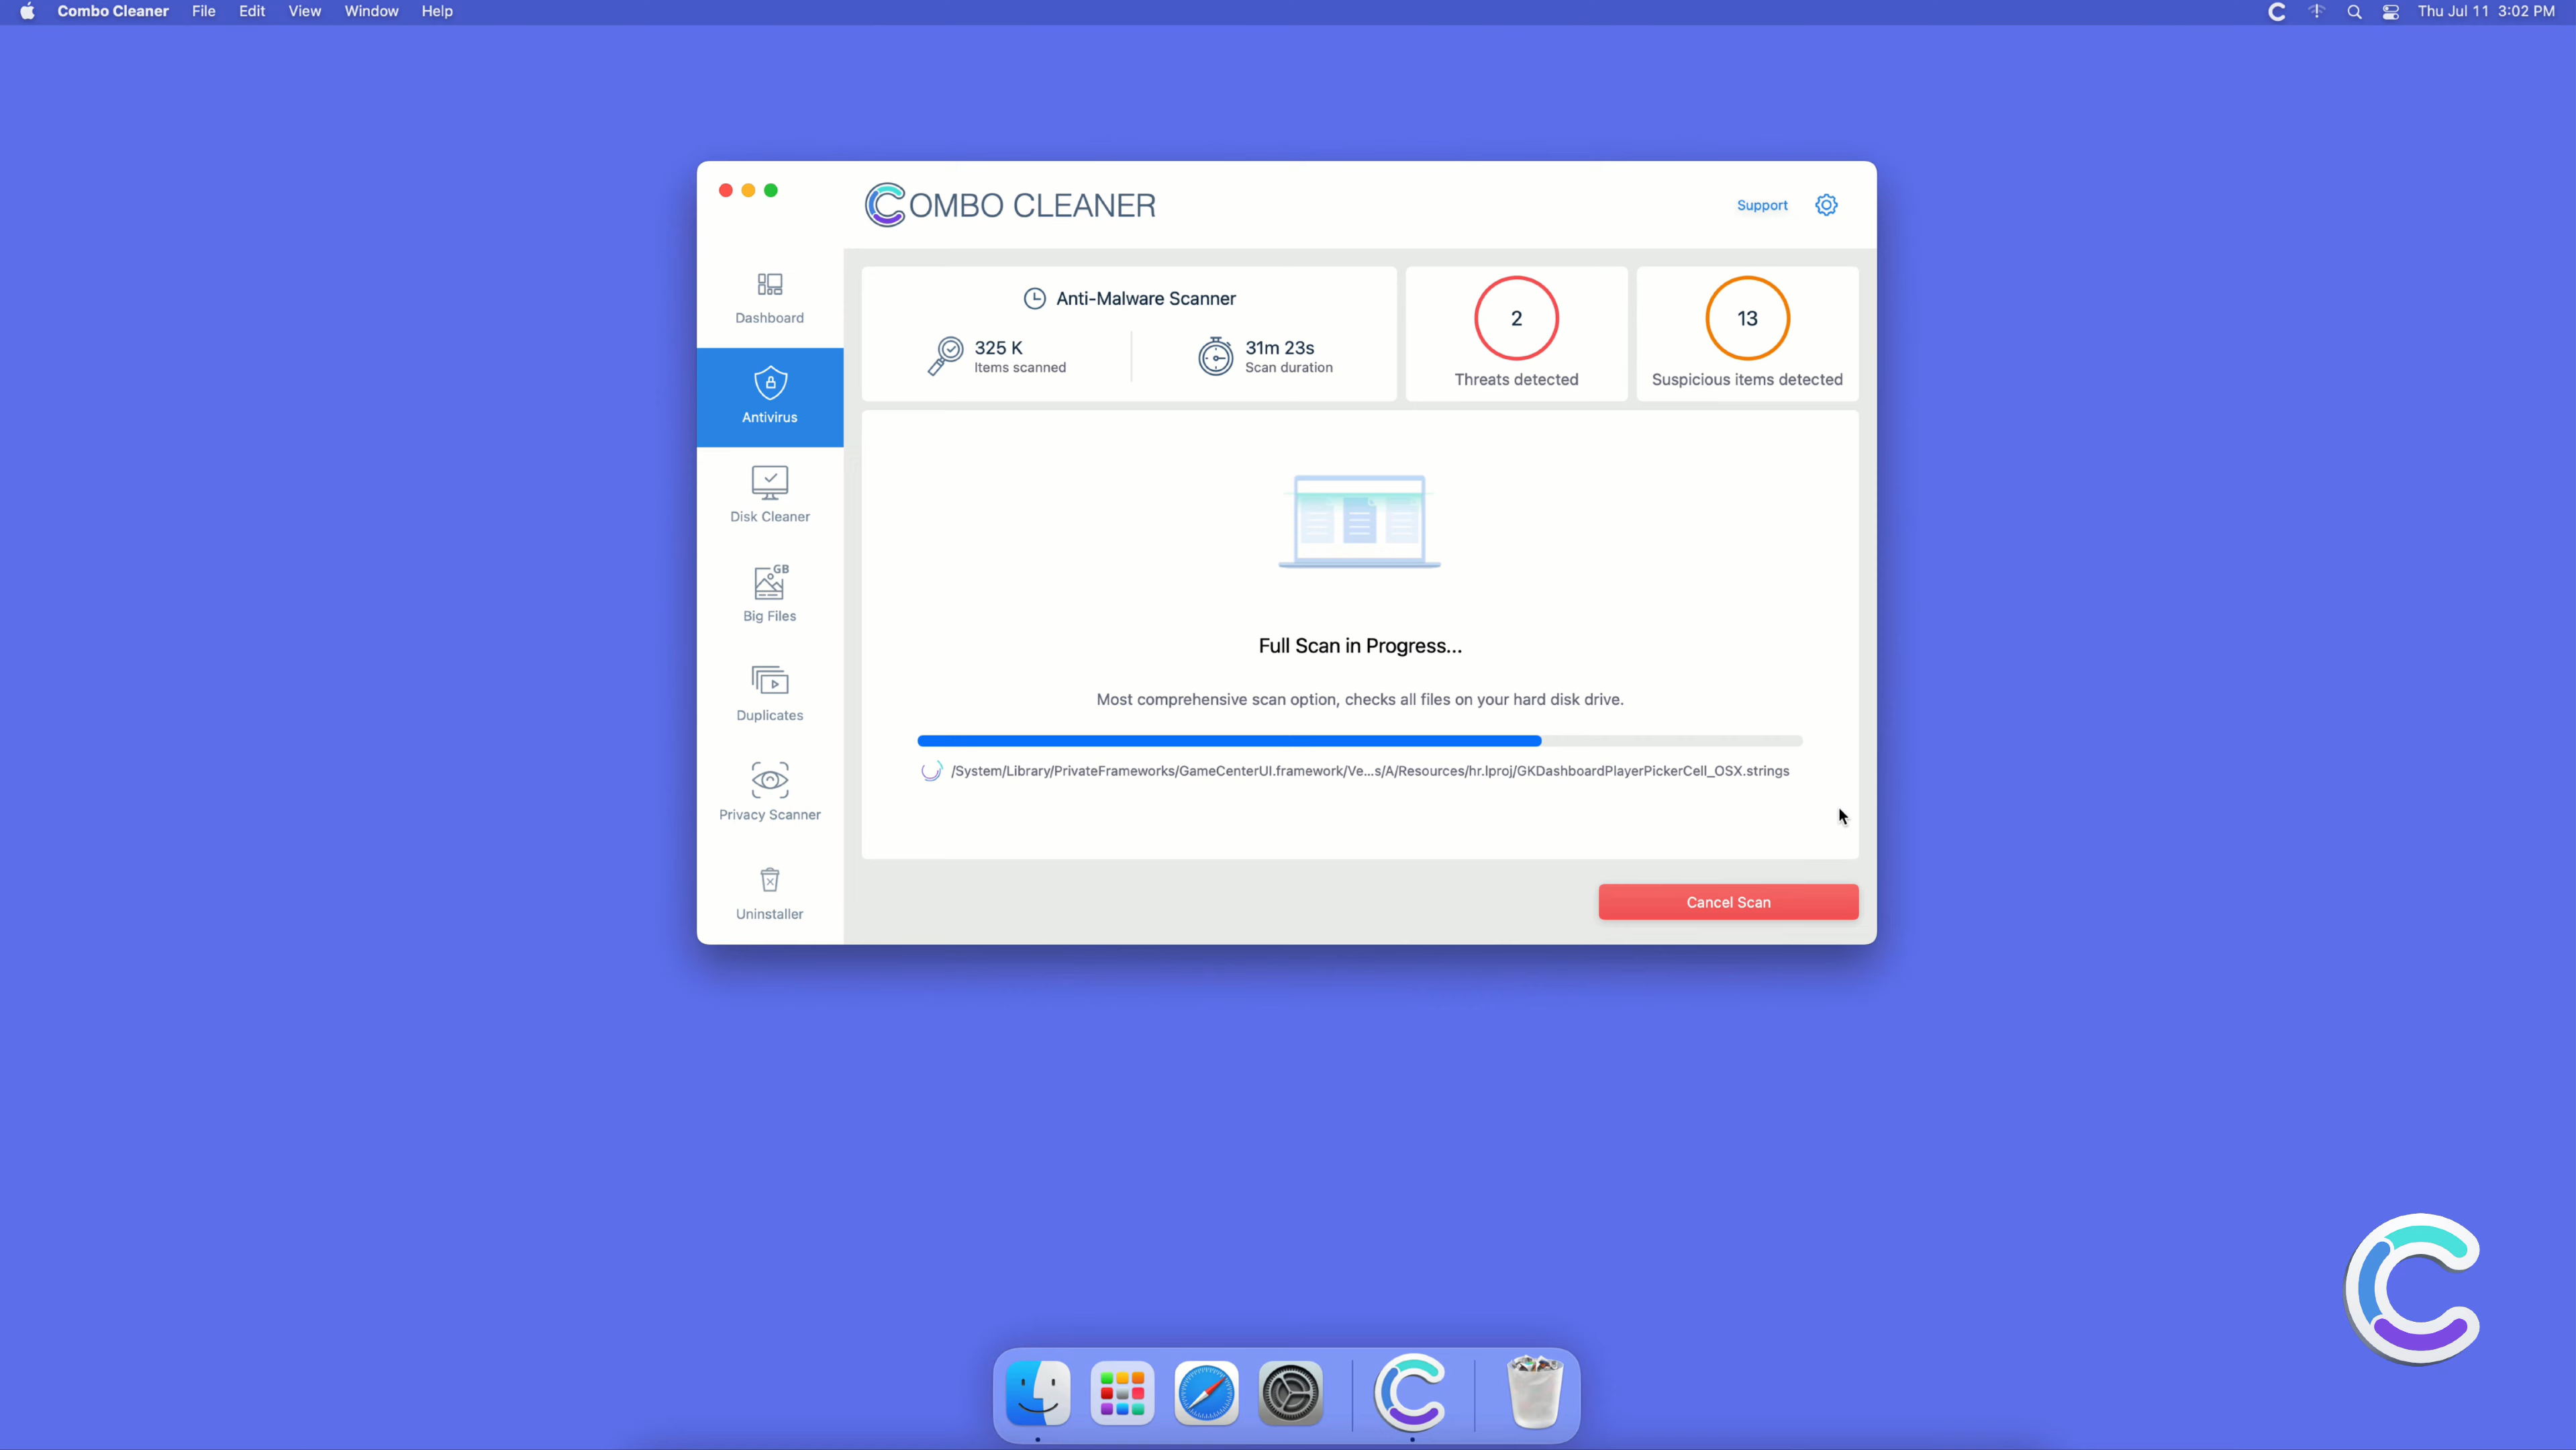 Combo Cleaner File Edit View Window Help Thu Jul 11 3:02 PM
COMBO CLEANER
Support
Dashboard
Antivirus
Disk Cleaner
GB
Big Files
Duplicates
Privacy Scanner
Uninstaller
Anti-Malware Scanner
325 K
Items scanned
31m 23s
Scan duration
2
Threats detected
13
Suspicious items detected
Full Scan in Progress...
Most comprehensive scan option, checks all files on your hard disk drive.
/System/Library/PrivateFrameworks/GameCenterUI.framework/Ve...s/A/Resources/hr.lproj/GKDashboardPlayerPickerCell_OSX.strings
Cancel Scan